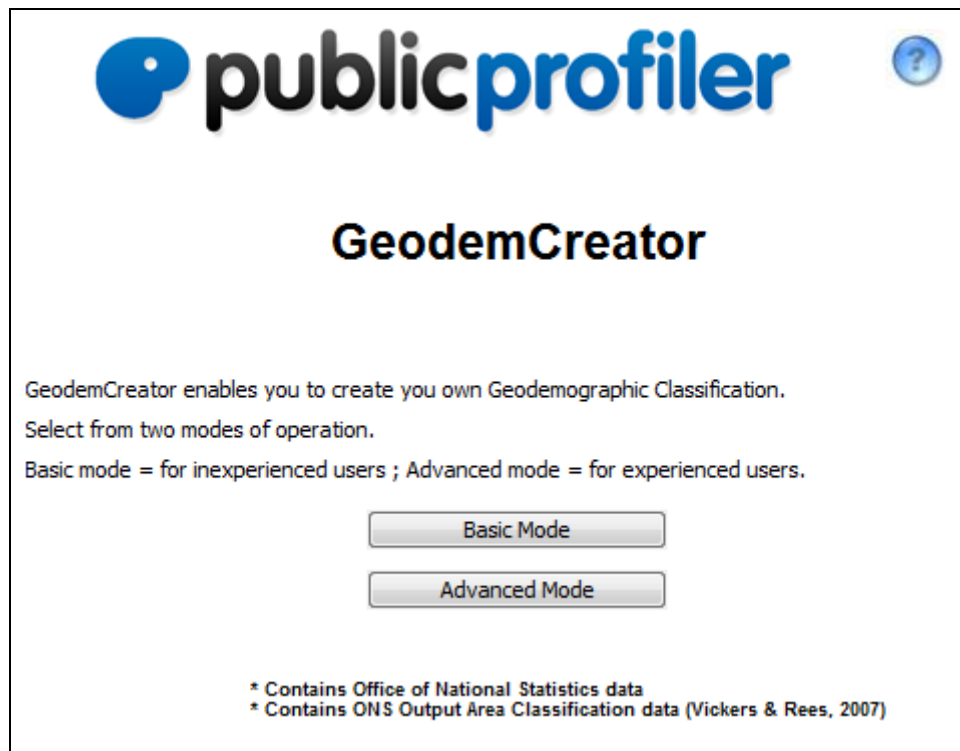 publicprofiler
?
GeodemCreator
GeodemCreator enables you to create you own Geodemographic Classification.
Select from two modes of operation.
Basic mode = for inexperienced users ; Advanced mode = for experienced users.
Basic Mode
Advanced Mode
* Contains Office of National Statistics data
* Contains ONS Output Area Classification data (Vickers & Rees, 2007)